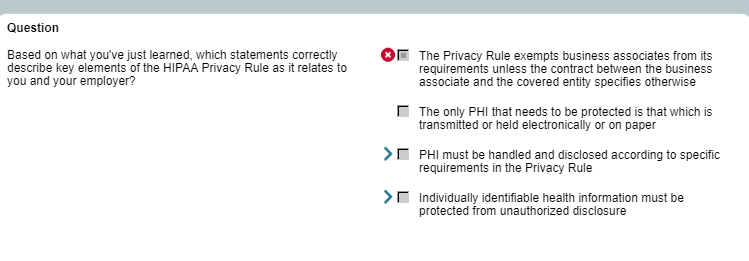 Question
Based on what you've just learned, which statements correctly
describe key elements of the HIPAA Privacy Rule as it relates to
you and your employer?
The Privacy Rule exempts business associates from its
requirements unless the contract between the business
associate and the covered entity specifies otherwise
The only PHI that needs to be protected is that which is
transmitted or held electronically or on paper
PHI must be handled and disclosed according to specific
requirements in the Privacy Rule
Individually identifiable health information must be
protected from unauthorized disclosure